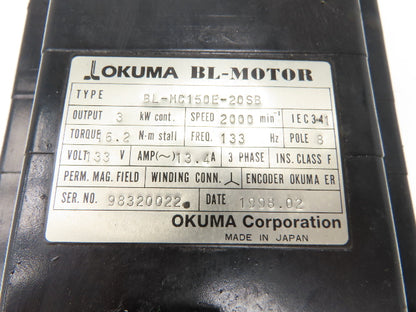 OKUMA BL-MOTOR
TYPE BL-MC150E-20SB
OUTPUT 3 kW cont. SPEED 2000 min⁻¹ IEC34-1
TORQUE 16.2 N-m stall FREQ. 133 Hz POLE 8
VOLT 133 V AMP(~) 13.4A 3 PHASE INS. CLASS F
PERM. MAG. FIELD WINDING CONN. ENCODER OKUMA ER
SER. NO. 98320022 DATE 1998.02
OKUMA Corporation
MADE IN JAPAN